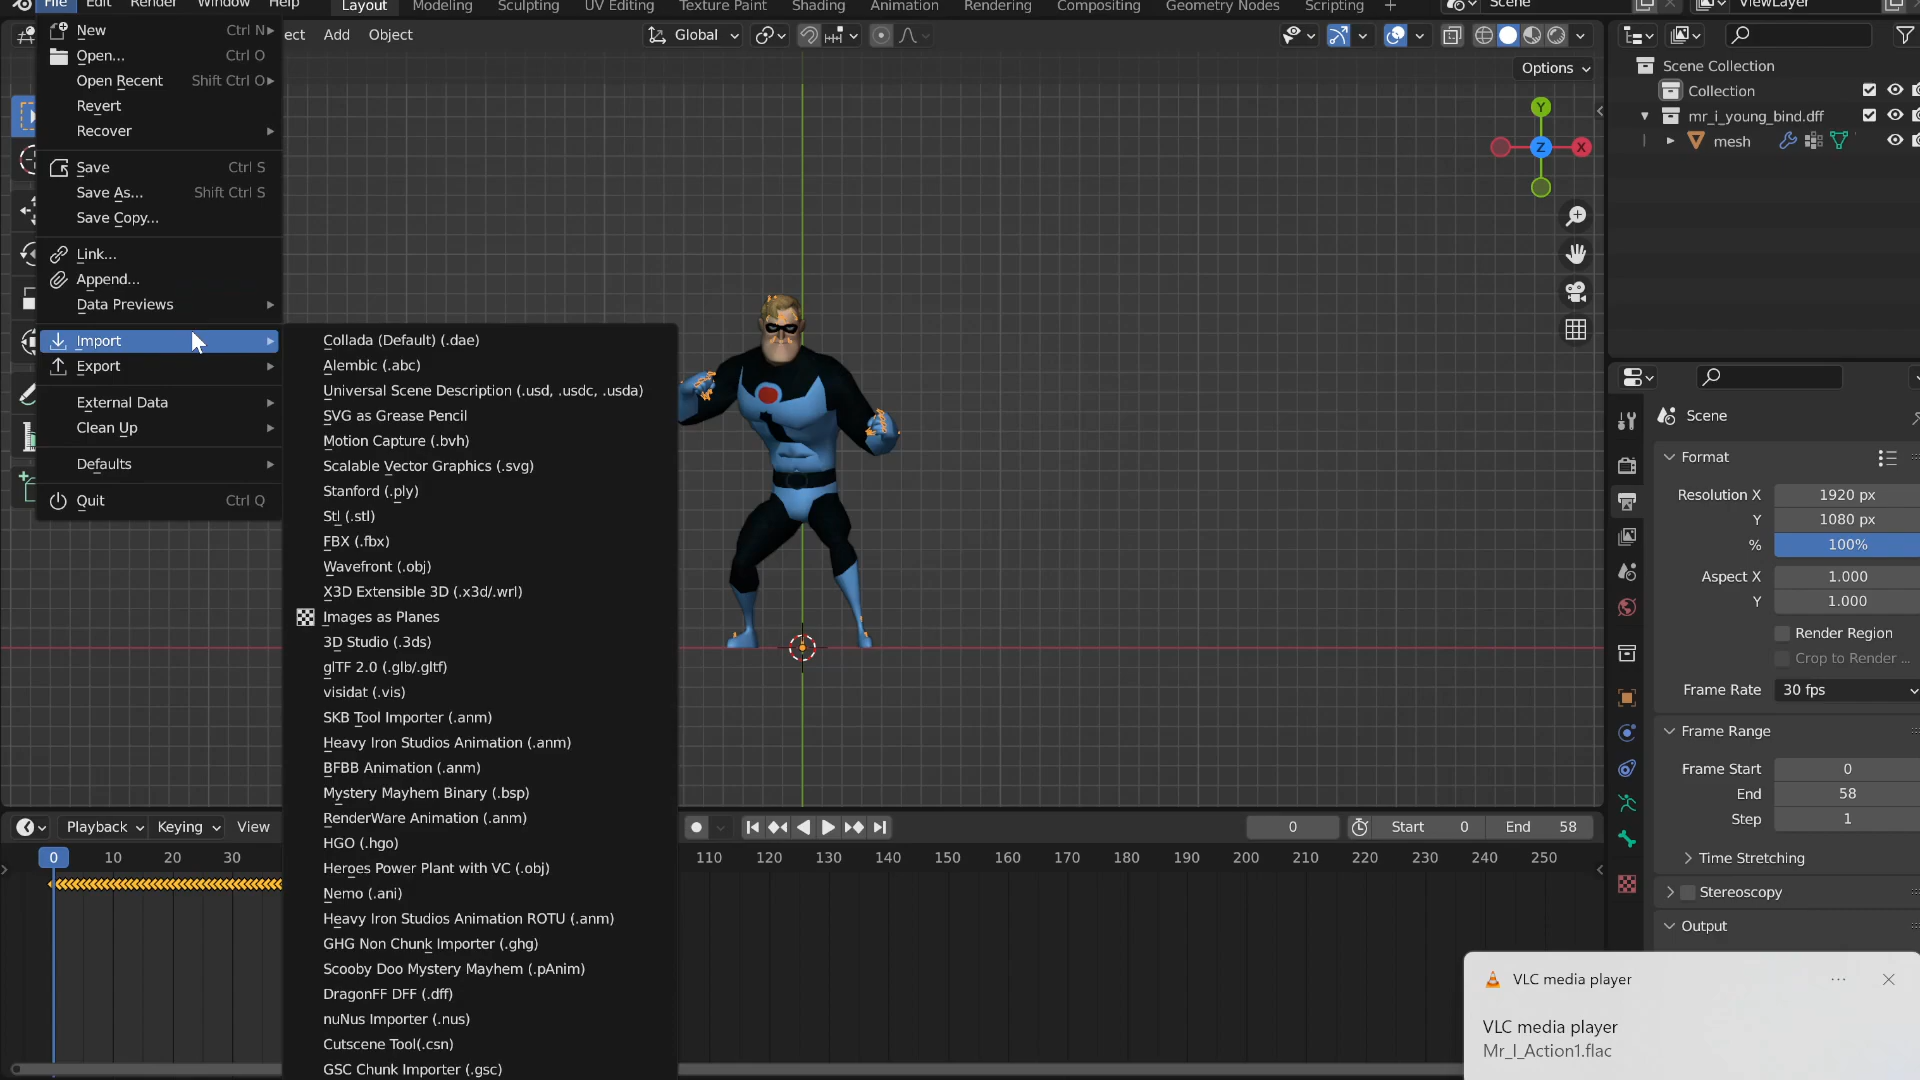 File Edit Render Window Help Layout Modeling Sculpting UV Editing Texture Paint Shading Animation Rendering Compositing Geometry Nodes Scripting + Scene ViewLayer
New Ctrl N
Open... Ctrl O
Open Recent Shift Ctrl O
Revert
Recover
Save Ctrl S
Save As... Shift Ctrl S
Save Copy...
Link...
Append...
Data Previews
Import
Export
External Data
Clean Up
Defaults
Quit Ctrl Q
Collada (Default) (.dae)
Alembic (.abc)
Universal Scene Description (.usd, .usdc, .usda)
SVG as Grease Pencil
Motion Capture (.bvh)
Scalable Vector Graphics (.svg)
Stanford (.ply)
Stl (.stl)
FBX (.fbx)
Wavefront (.obj)
X3D Extensible 3D (.x3d/.wrl)
Images as Planes
3D Studio (.3ds)
glTF 2.0 (.glb/.gltf)
visidat (.vis)
SKB Tool Importer (.anm)
Heavy Iron Studios Animation (.anm)
BFBB Animation (.anm)
Mystery Mayhem Binary (.bsp)
RenderWare Animation (.anm)
HGO (.hgo)
Heroes Power Plant with VC (.obj)
Nemo (.ani)
Heavy Iron Studios Animation ROTU (.anm)
GHG Non Chunk Importer (.ghg)
Scooby Doo Mystery Mayhem (.pAnim)
DragonFF DFF (.dff)
nuNus Importer (.nus)
Cutscene Tool(.csn)
GSC Chunk Importer (.gsc)
ect Add Object Global
Options
Y
Z X
Scene Collection
Collection
mr_i_young_bind.dff
mesh
Scene
Format
Resolution X 1920 px
Y 1080 px
% 100%
Aspect X 1.000
Y 1.000
Render Region
Crop to Render ...
Frame Rate 30 fps
Frame Range
Frame Start 0
End 58
Step 1
Time Stretching
Stereoscopy
Output
Playback Keying View 0 Start 0 End 58
0 10 20 30 110 120 130 140 150 160 170 180 190 200 210 220 230 240 250
VLC media player
VLC media player
Mr_I_Action1.flac